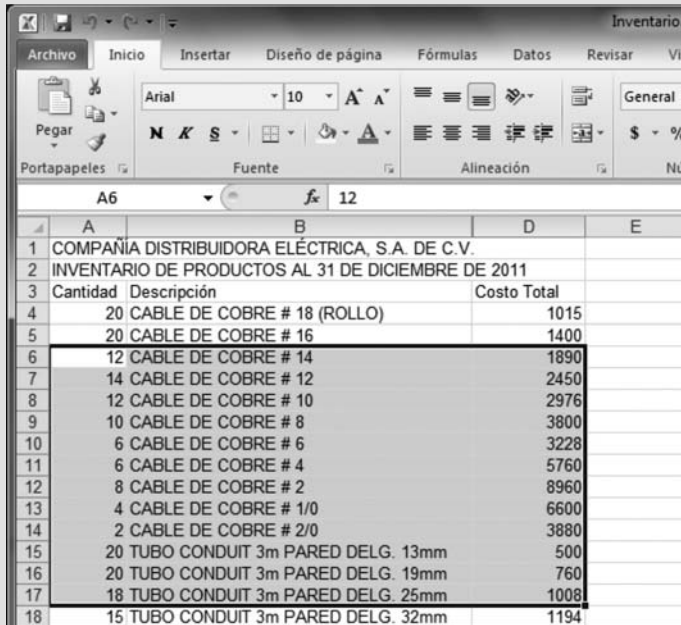 Inventario
Archivo Inicio Insertar Diseño de página Fórmulas Datos Revisar Vi
Pegar
Arial 10 A A General
N K S A $ %
Portapapeles Fuente Alineación Nú
A6 fx 12
A B D E
1 COMPAÑÍA DISTRIBUIDORA ELÉCTRICA, S.A. DE C.V.
2 INVENTARIO DE PRODUCTOS AL 31 DE DICIEMBRE DE 2011
3 Cantidad Descripción Costo Total
4 20 CABLE DE COBRE # 18 (ROLLO) 1015
5 20 CABLE DE COBRE # 16 1400
6 12 CABLE DE COBRE # 14 1890
7 14 CABLE DE COBRE # 12 2450
8 12 CABLE DE COBRE # 10 2976
9 10 CABLE DE COBRE # 8 3800
10 6 CABLE DE COBRE # 6 3228
11 6 CABLE DE COBRE # 4 5760
12 8 CABLE DE COBRE # 2 8960
13 4 CABLE DE COBRE # 1/0 6600
14 2 CABLE DE COBRE # 2/0 3880
15 20 TUBO CONDUIT 3m PARED DELG. 13mm 500
16 20 TUBO CONDUIT 3m PARED DELG. 19mm 760
17 18 TUBO CONDUIT 3m PARED DELG. 25mm 1008
18 15 TUBO CONDUIT 3m PARED DELG. 32mm 1194